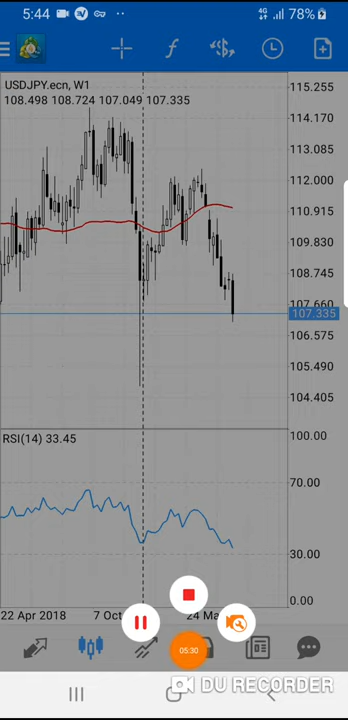 5:44
4G
78%
USDJPY.ecn, W1
108.498 108.724 107.049 107.335
115.255
114.170
113.085
112.000
110.915
109.830
108.745
107.660
107.335
106.575
105.490
104.405
RSI(14) 33.45
100.00
70.00
30.00
0.00
22 Apr 2018
7 Oct
24 Ma
05:30
DU RECORDER